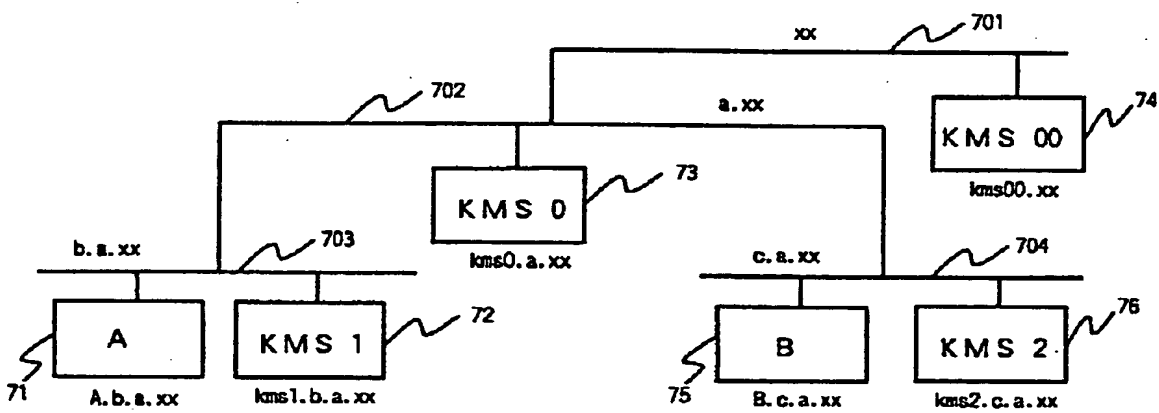 xx
701
702
a.xx
KMS 00
74
kms00.xx
KMS 0
73
kms0.a.xx
b.a.xx
703
c.a.xx
704
A
71
A.b.a.xx
KMS 1
72
kms1.b.a.xx
B
75
B.c.a.xx
KMS 2
76
kms2.c.a.xx